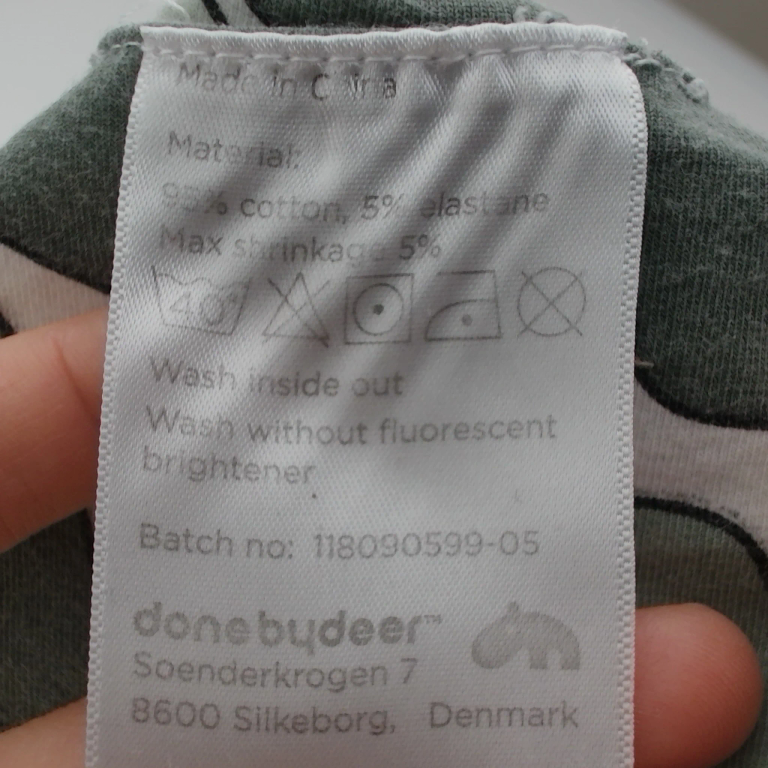 Made in China
Material:
95% cotton, 5% elastane
Max shrinkage 5%
40°
Wash inside out
Wash without fluorescent
brightener
Batch no: 118090599-05
donebydeer™
Soenderkrogen 7
8600 Silkeborg, Denmark